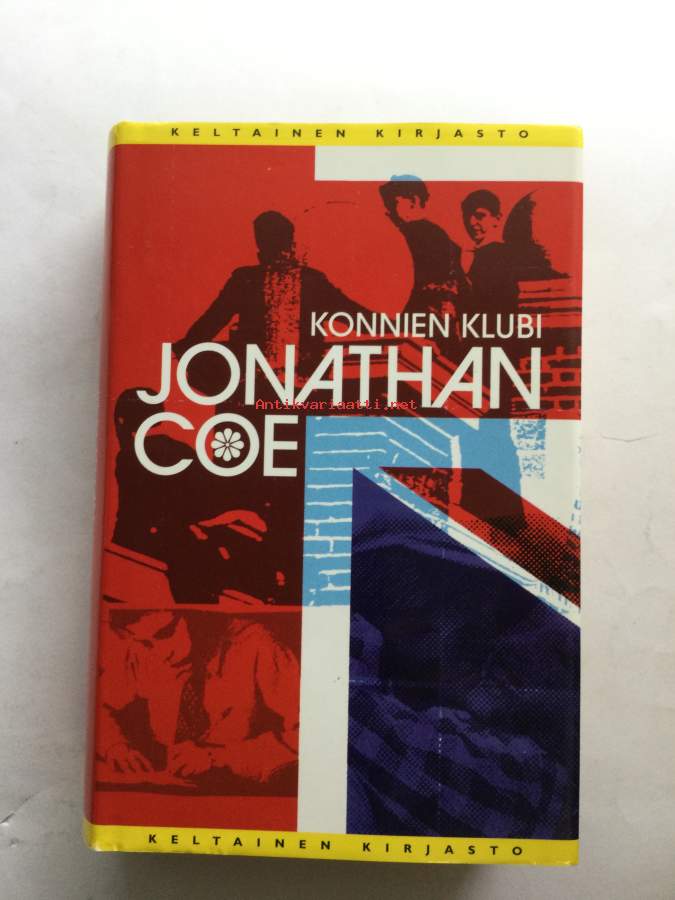 KELTAINEN KIRJASTO
KONNIEN KLUBI
JONATHAN
Antikvariaatti.net
COE
KELTAINEN KIRJASTO